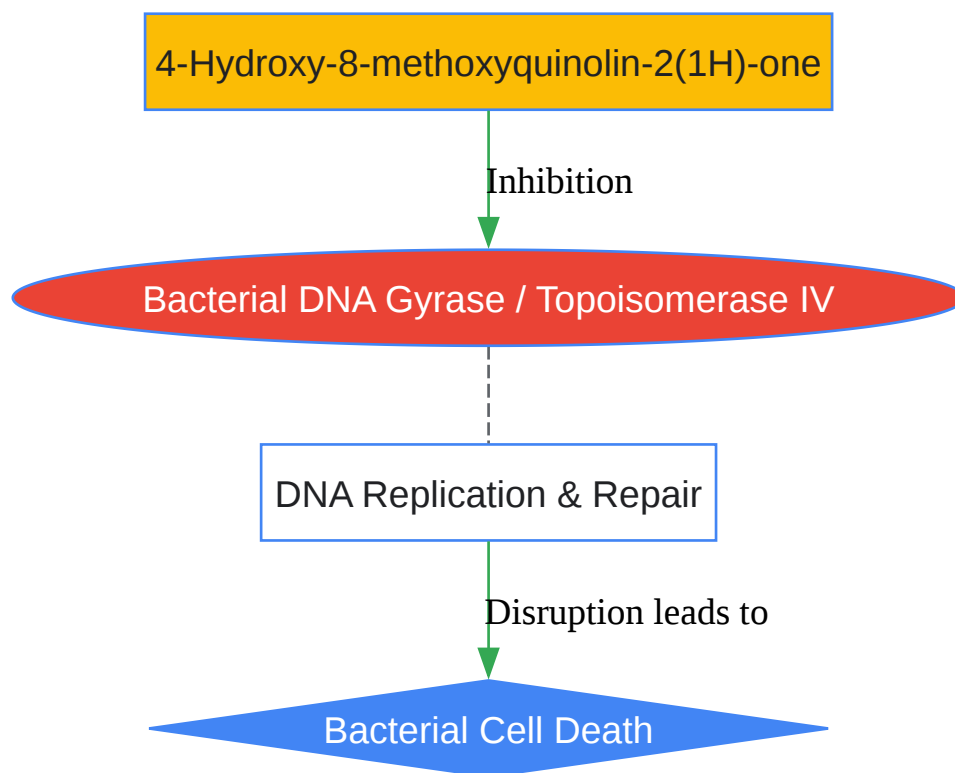 4-Hydroxy-8-methoxyquinolin-2(1H)-one
Inhibition
Bacterial DNA Gyrase / Topoisomerase IV
DNA Replication & Repair
Disruption leads to
Bacterial Cell Death